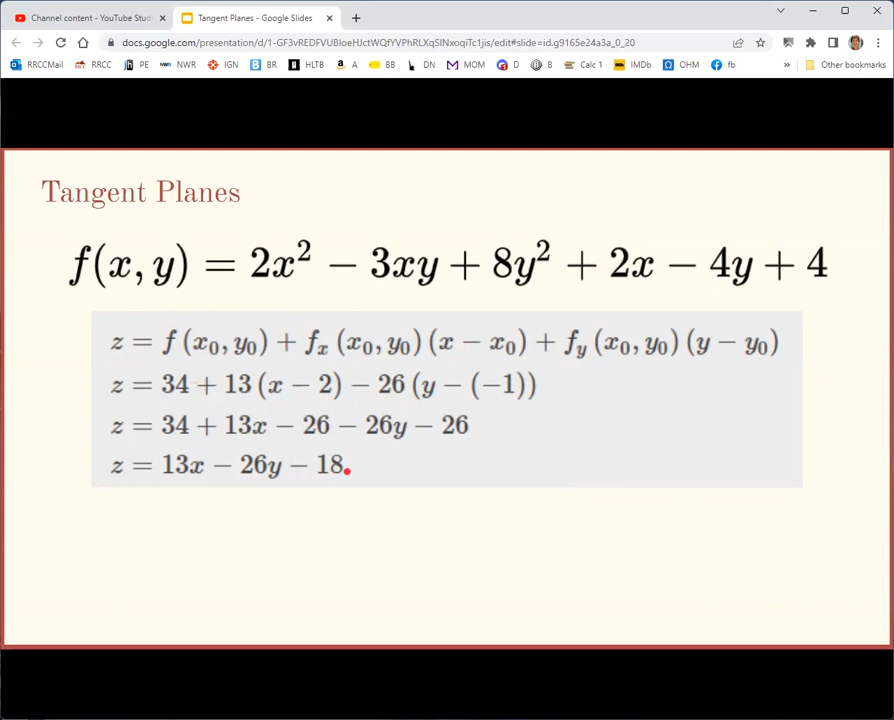 Channel content - YouTube Stud
Tangent Planes - Google Slides
docs.google.com/presentation/d/1-GF3vREDFVUBIoeHJctWQfYVPhRLXqSINxoqiTc1jis/edit#slide=id.g9165e24a3a_0_20
RRCCMail RRCC PE NWR IGN BR HLTB AA BB DN MOM D B Calc 1 IMDb OHM fb » Other bookmarks
Tangent Planes
f(x, y) = 2x² − 3xy + 8y² + 2x − 4y + 4
z = f (x₀, y₀) + fₓ (x₀, y₀) (x − x₀) + f_y (x₀, y₀) (y − y₀)
z = 34 + 13 (x − 2) − 26 (y − (−1))
z = 34 + 13x − 26 − 26y − 26
z = 13x − 26y − 18